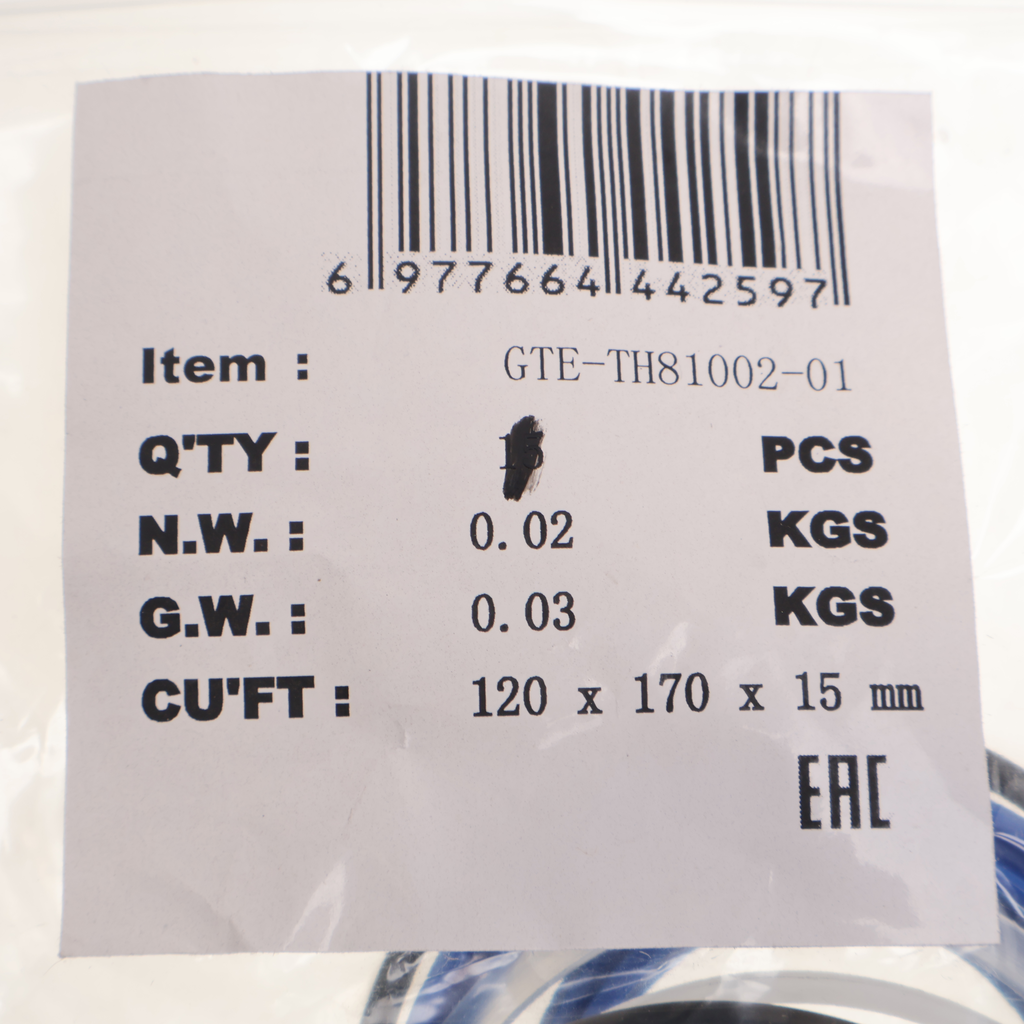 6 977664 442597
Item : GTE-TH81002-01
Q'TY : PCS
N.W. : 0.02 KGS
G.W. : 0.03 KGS
CU'FT : 120 x 170 x 15 mm
EAC